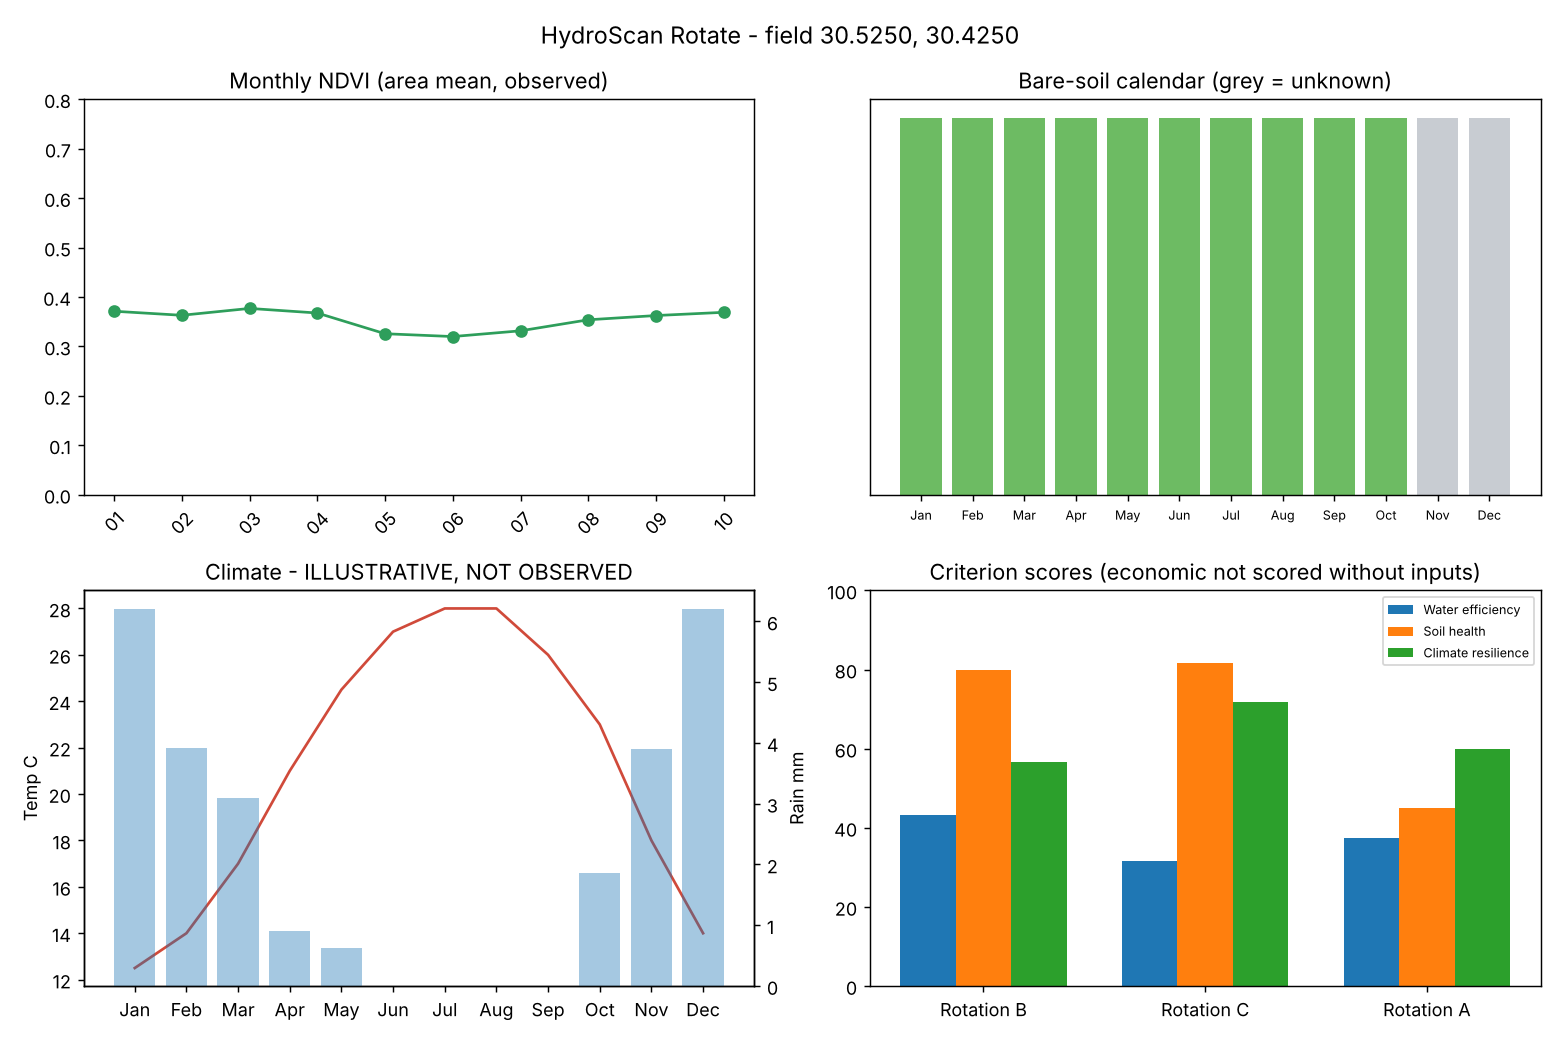 HydroScan Rotate - field 30.5250, 30.4250
Monthly NDVI (area mean, observed)
0.8
0.7
0.6
0.5
0.4
0.3
0.2
0.1
0.0
01 02 03 04 05 06 07 08 09 10
Bare-soil calendar (grey = unknown)
Jan Feb Mar Apr May Jun Jul Aug Sep Oct Nov Dec
Climate - ILLUSTRATIVE, NOT OBSERVED
Temp C
28
26
24
22
20
18
16
14
12
Jan Feb Mar Apr May Jun Jul Aug Sep Oct Nov Dec
6
5
4
3
2
1
0
Rain mm
Criterion scores (economic not scored without inputs)
100
80
60
40
20
0
Water efficiency
Soil health
Climate resilience
Rotation B Rotation C Rotation A